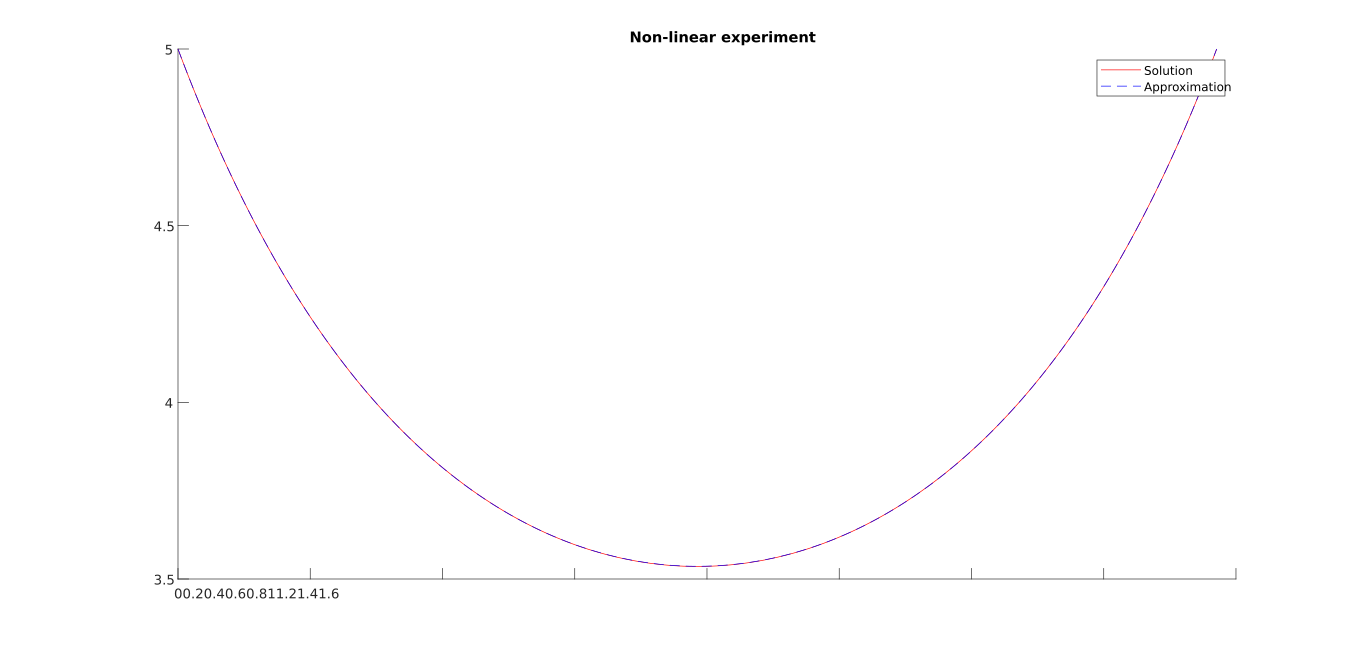 Non-linear experiment
5
Solution
Approximation
4.5
4
3.5
00.20.40.60.811.21.41.6